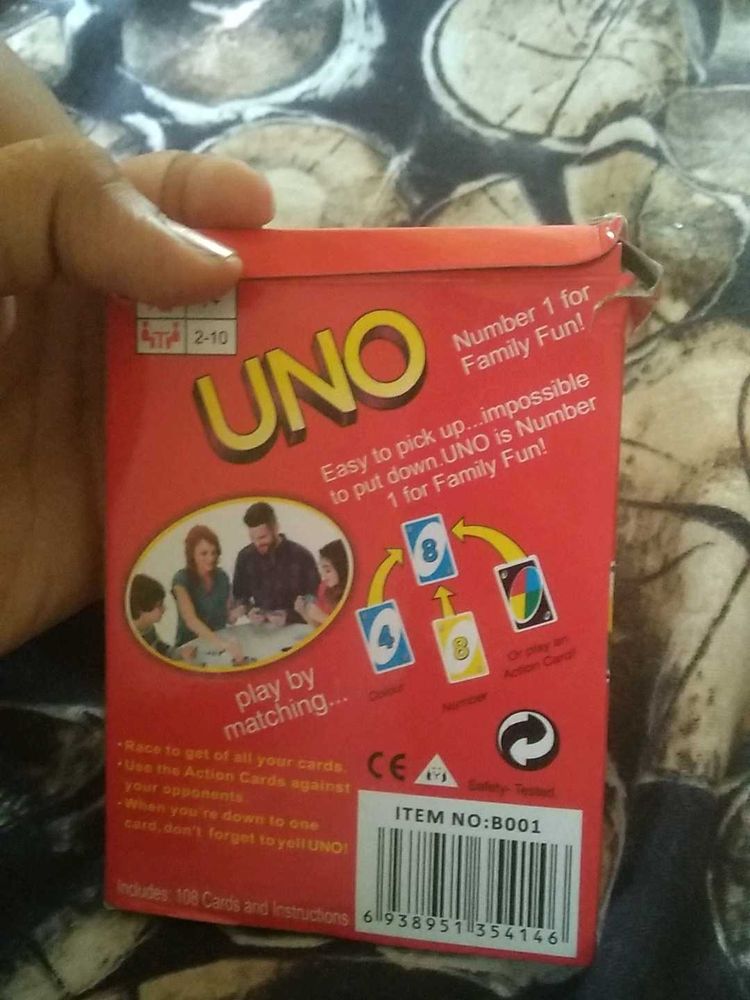 2-10
UNO
Number 1 for
Family Fun!
Easy to pick up...impossible
to put down.UNO is Number
1 for Family Fun!
8
4
8
Colour
Number
Or play an
Action Card!
play by
matching...
•Race to get of all your cards.
•Use the Action Cards against
your opponents.
•When you're down to one
card,don't forget to yell UNO!
CE
Safety- Tested
ITEM NO:B001
6 938951 354146
Includes: 108 Cards and Instructions